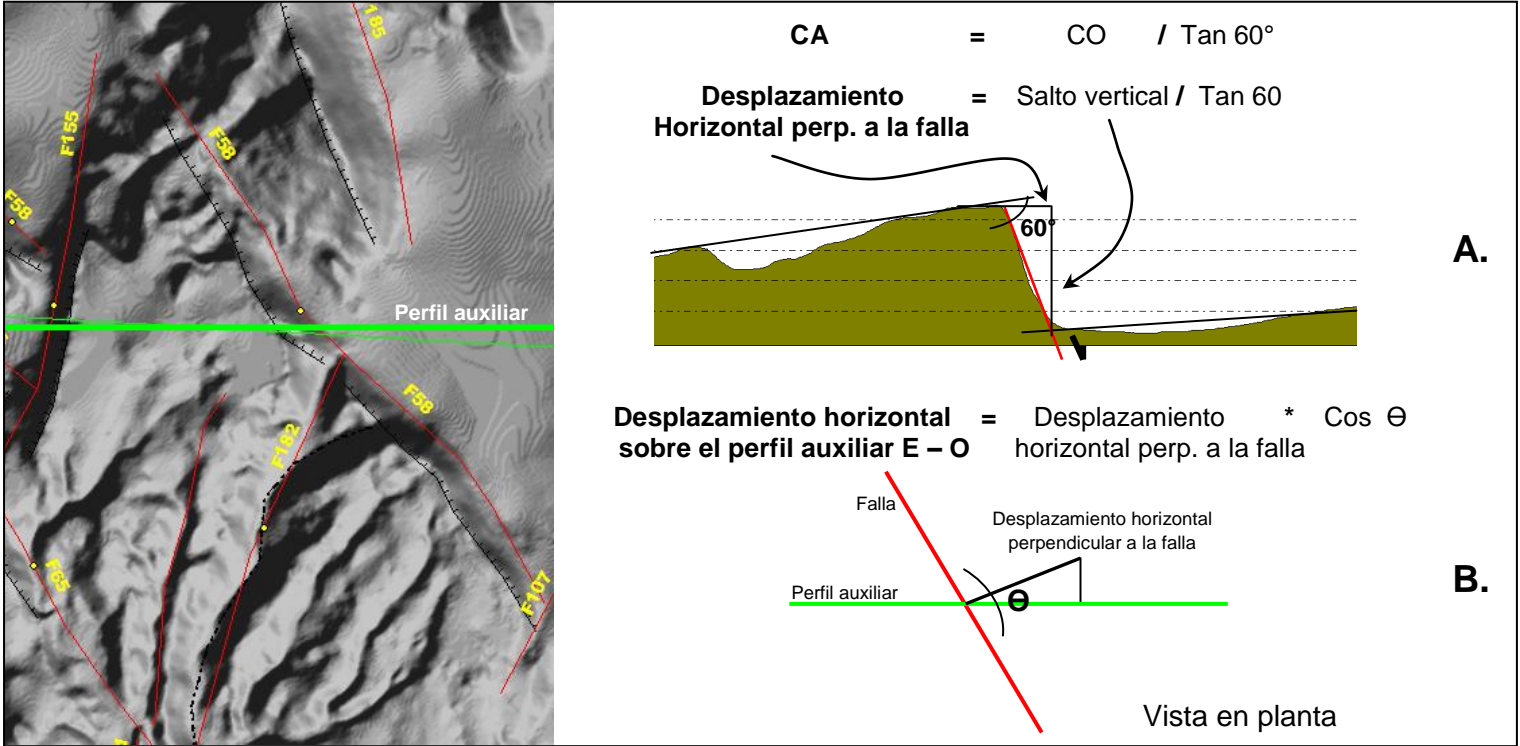 F155
F58
185
F58
Perfil auxiliar
F58
F182
F65
F107
CA = CO / Tan 60°
Desplazamiento = Salto vertical / Tan 60
Horizontal perp. a la falla
60°
A.
Desplazamiento horizontal = Desplazamiento * Cos Θ
sobre el perfil auxiliar E – O horizontal perp. a la falla
Falla
Desplazamiento horizontal
perpendicular a la falla
Perfil auxiliar
Θ
B.
Vista en planta